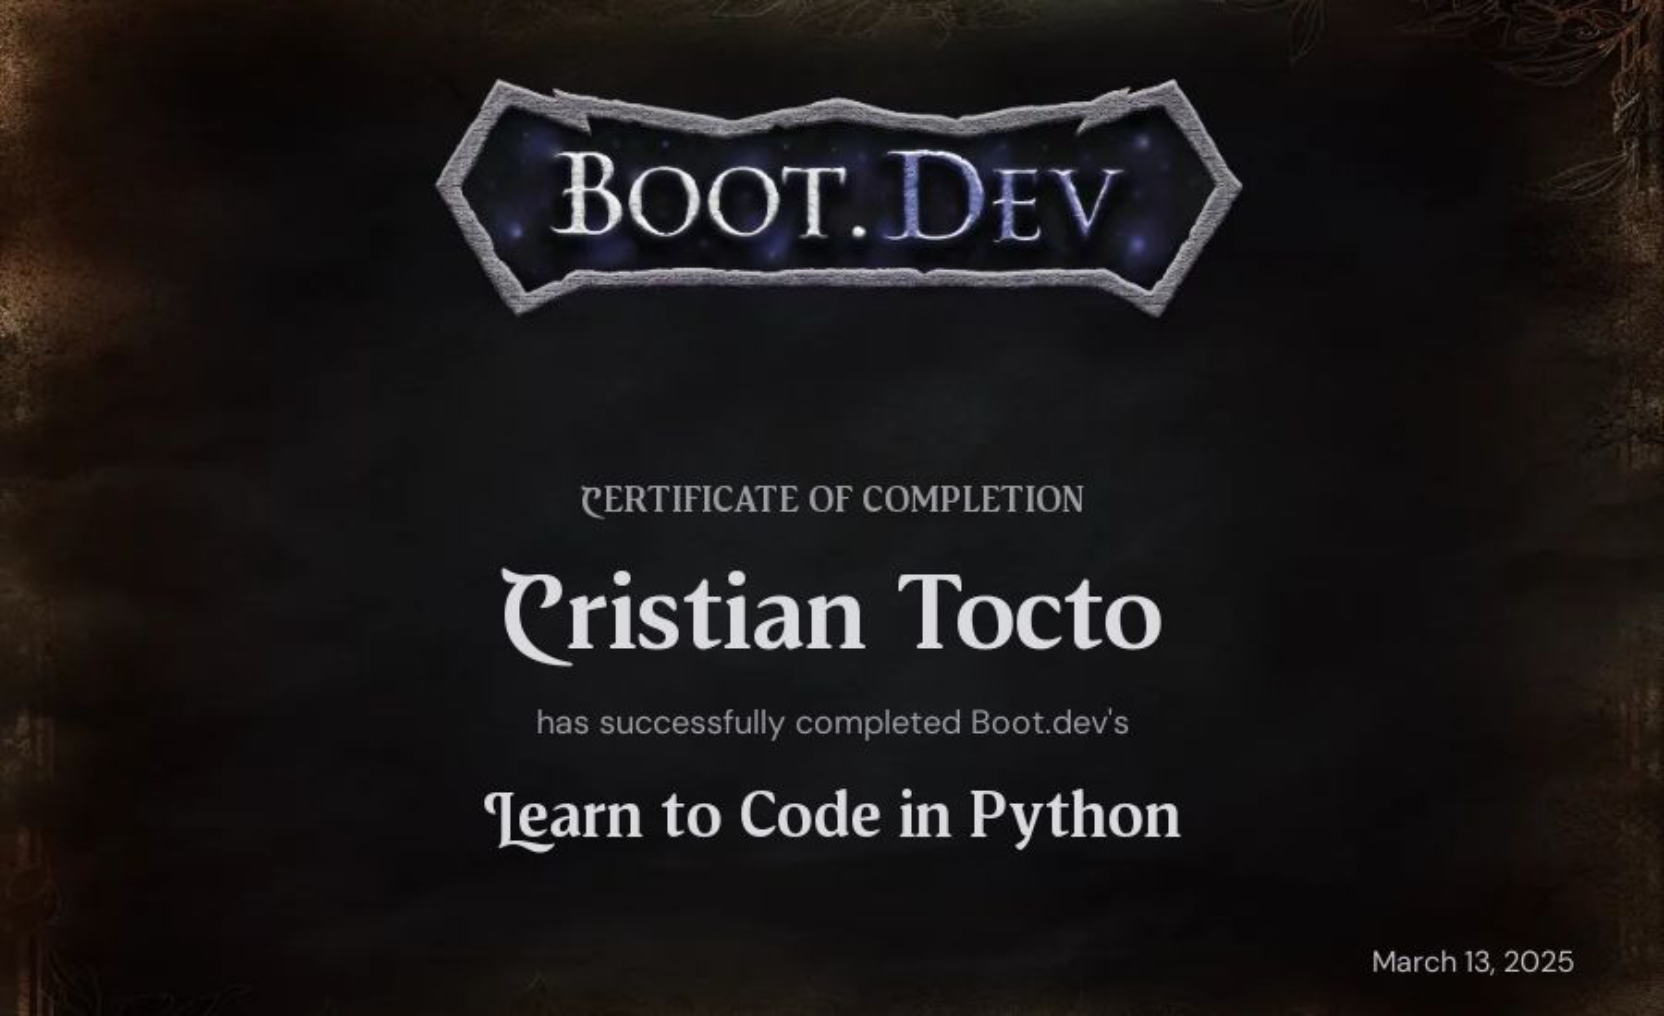 BOOT.DEV
CERTIFICATE OF COMPLETION
Cristian Tocto
has successfully completed Boot.dev's
Learn to Code in Python
March 13, 2025